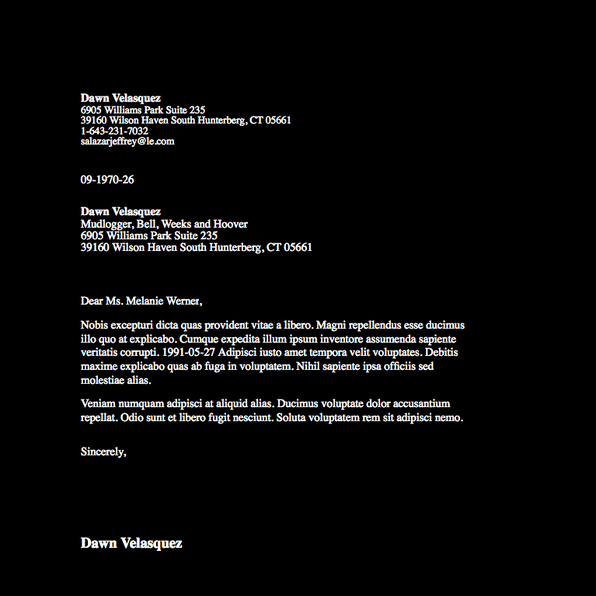 Dawn Velasquez
6905 Williams Park Suite 235
39160 Wilson Haven South Hunterberg, CT 05661
1-643-231-7032
salazarjeffrey@le.com
09-1970-26
Dawn Velasquez
Mudlogger, Bell, Weeks and Hoover
6905 Williams Park Suite 235
39160 Wilson Haven South Hunterberg, CT 05661
Dear Ms. Melanie Werner,
Nobis excepturi dicta quas provident vitae a libero. Magni repellendus esse ducimus
illo quo at explicabo. Cumque expedita illum ipsum inventore assumenda sapiente
veritatis corrupti. 1991-05-27 Adipisci iusto amet tempora velit voluptates. Debitis
maxime explicabo quas ab fuga in voluptatem. Nihil sapiente ipsa officiis sed
molestiae alias.
Veniam numquam adipisci at aliquid alias. Ducimus voluptate dolor accusantium
repellat. Odio sunt et libero fugit nesciunt. Soluta voluptatem rem sit adipisci nemo.
Sincerely,
Dawn Velasquez